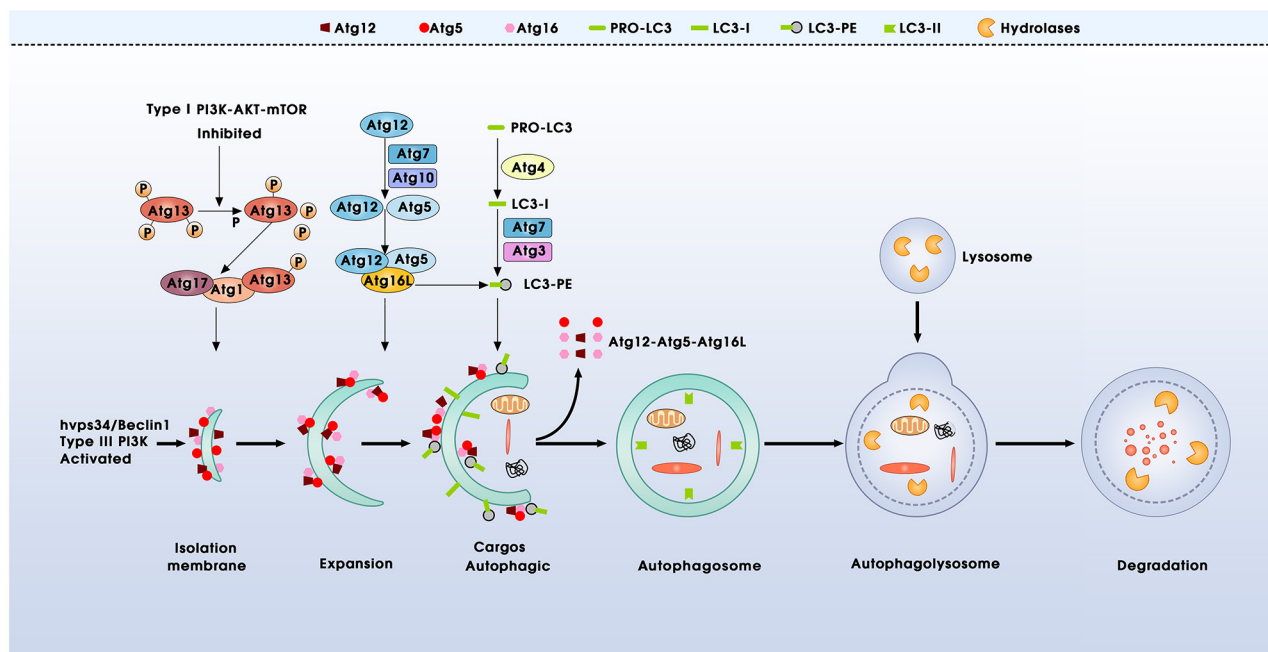 Atg12 Atg5 Atg16 PRO-LC3 LC3-I LC3-PE LC3-II Hydrolases
Type I PI3K-AKT-mTOR
Inhibited
P
P
P
Atg13
P
P
P
Atg13
Atg17
Atg1
Atg13
P
Atg12
Atg7
Atg10
Atg12
Atg5
Atg12
Atg5
Atg16L
PRO-LC3
Atg4
LC3-I
Atg7
Atg3
LC3-PE
Atg12-Atg5-Atg16L
Lysosome
hvps34/Beclin1
Type III PI3K
Activated
Isolation
membrane
Expansion
Cargos
Autophagic
Autophagosome
Autophagolysosome
Degradation